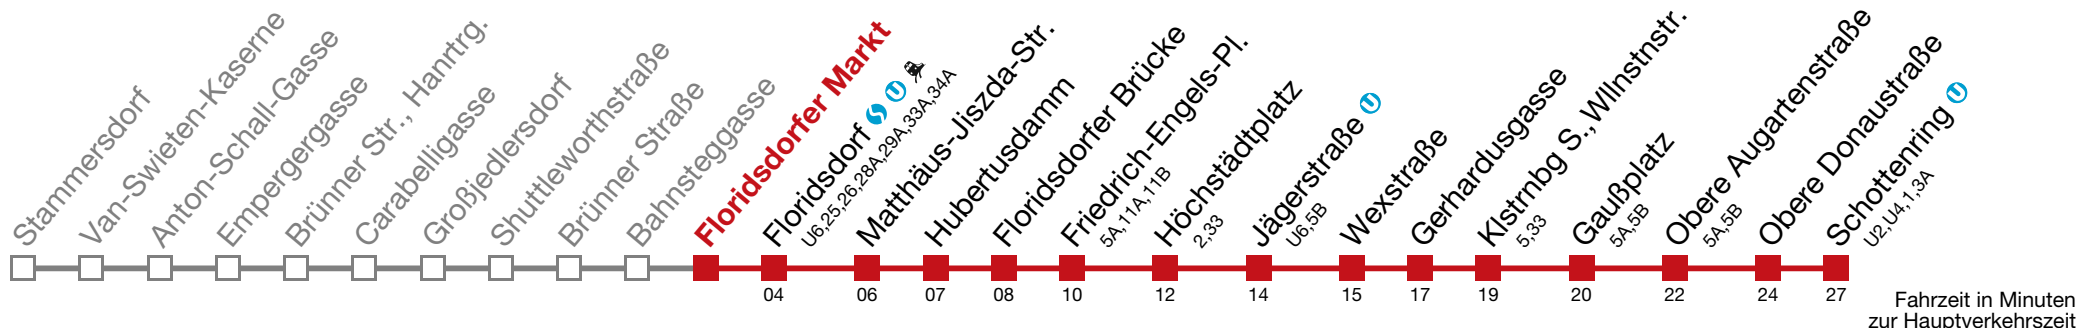 Stammersdorf
Van-Swieten-Kaserne
Anton-Schall-Gasse
Empergergasse
Brünner Str., Hanrtrg.
Carabelligasse
Großjedlersdorf
Shuttleworthstraße
Brünner Straße
Bahnsteggasse
Floridsdorfer Markt
Floridsdorf
U6,25,26,28A,29A,33A,34A
04
Matthäus-Jiszda-Str.
06
Hubertusdamm
07
Floridsdorfer Brücke
08
Friedrich-Engels-Pl.
5A,11A,11B
10
Höchstädtplatz
2,33
12
Jägerstraße U
U6,5B
14
Wexstraße
15
Gerhardusgasse
17
Klstrnbg S., Wllnstnstr.
5,33
19
Gaußplatz
5A,5B
20
Obere Augartenstraße
5A,5B
22
Obere Donaustraße
24
Schottenring U
U2,U4,1,3A
27
Fahrzeit in Minuten
zur Hauptverkehrszeit